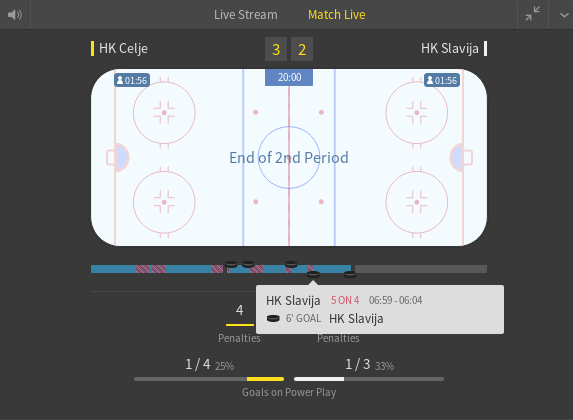 Live Stream Match Live
HK Celje 3 2 HK Slavija
01:56 20:00 01:56
End of 2nd Period
HK Slavija 5 ON 4 06:59 - 06:04
6' GOAL HK Slavija
4
Penalties Penalties
1 / 4 25% 1 / 3 33%
Goals on Power Play